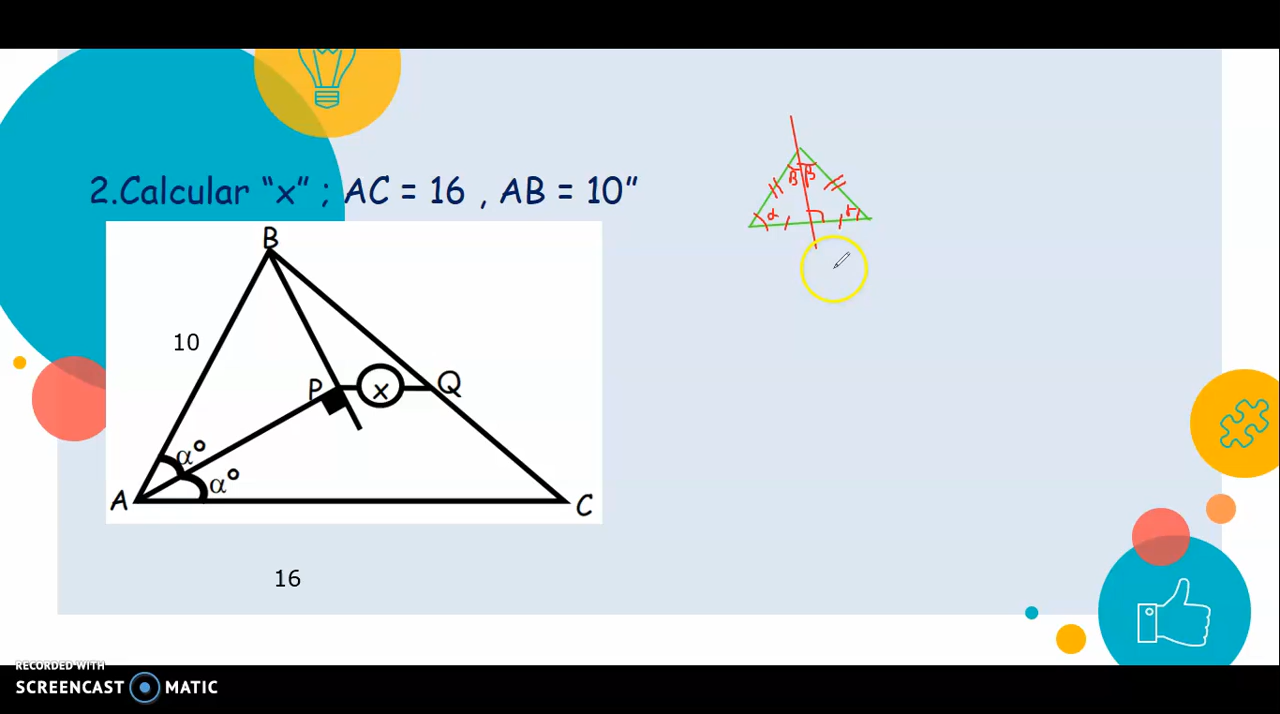 2.Calcular “x” ; AC = 16 , AB = 10”
B
10
P
x
Q
α°
α°
A
C
16
β β
α
RECORDED WITH
SCREENCAST MATIC